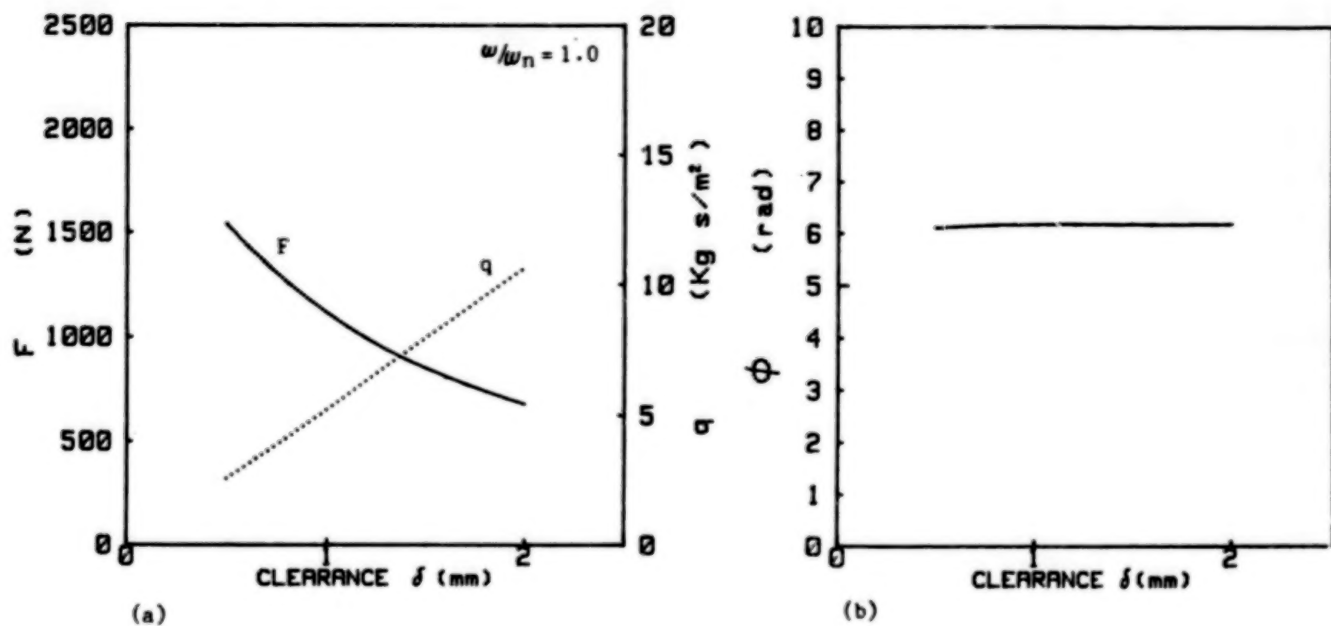 2500
2000
1500
1000
500
0
F (N)
ω/ωn = 1.0
F
q
20
15
10
5
0
q (Kg s/m²)
0 1 2
CLEARANCE δ (mm)
(a)
10
9
8
7
6
5
4
3
2
1
0
ϕ (rad)
0 1 2
CLEARANCE δ (mm)
(b)